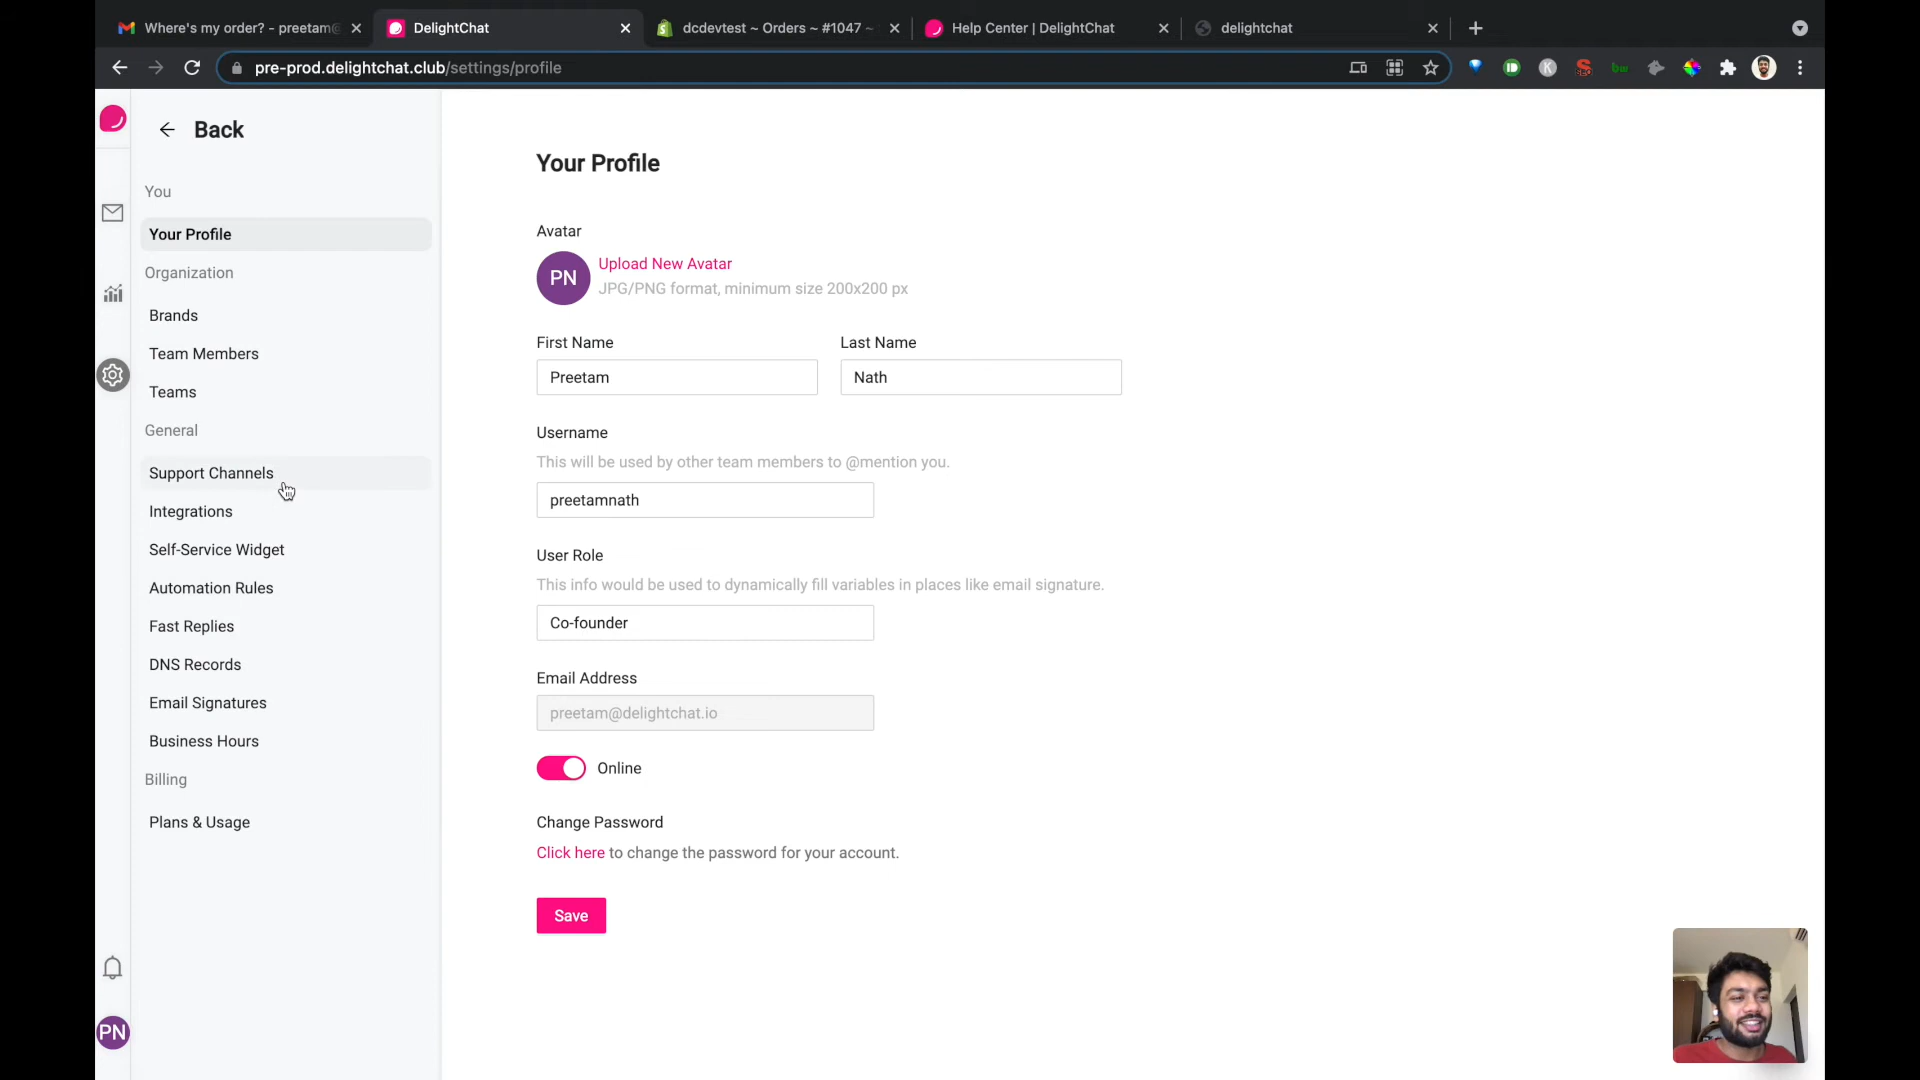 Where's my order? - preetam@
DelightChat
dcdevtest ~ Orders ~ #1047 ~
Help Center | DelightChat
delightchat
pre-prod.delightchat.club/settings/profile
Back
You
Your Profile
Organization
Brands
Team Members
Teams
General
Support Channels
Integrations
Self-Service Widget
Automation Rules
Fast Replies
DNS Records
Email Signatures
Business Hours
Billing
Plans & Usage
PN
Your Profile
Avatar
PN
Upload New Avatar
JPG/PNG format, minimum size 200x200 px
First Name
Last Name
Preetam
Nath
Username
This will be used by other team members to @mention you.
preetamnath
User Role
This info would be used to dynamically fill variables in places like email signature.
Co-founder
Email Address
preetam@delightchat.io
Online
Change Password
Click here to change the password for your account.
Save